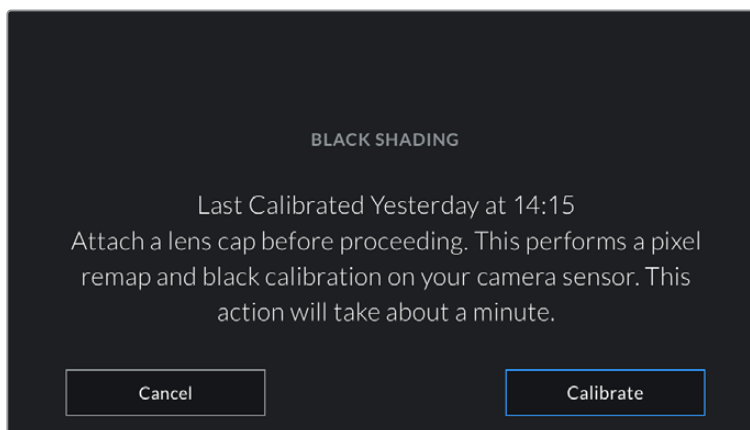 BLACK SHADING
Last Calibrated Yesterday at 14:15
Attach a lens cap before proceeding. This performs a pixel
remap and black calibration on your camera sensor. This
action will take about a minute.
Cancel
Calibrate